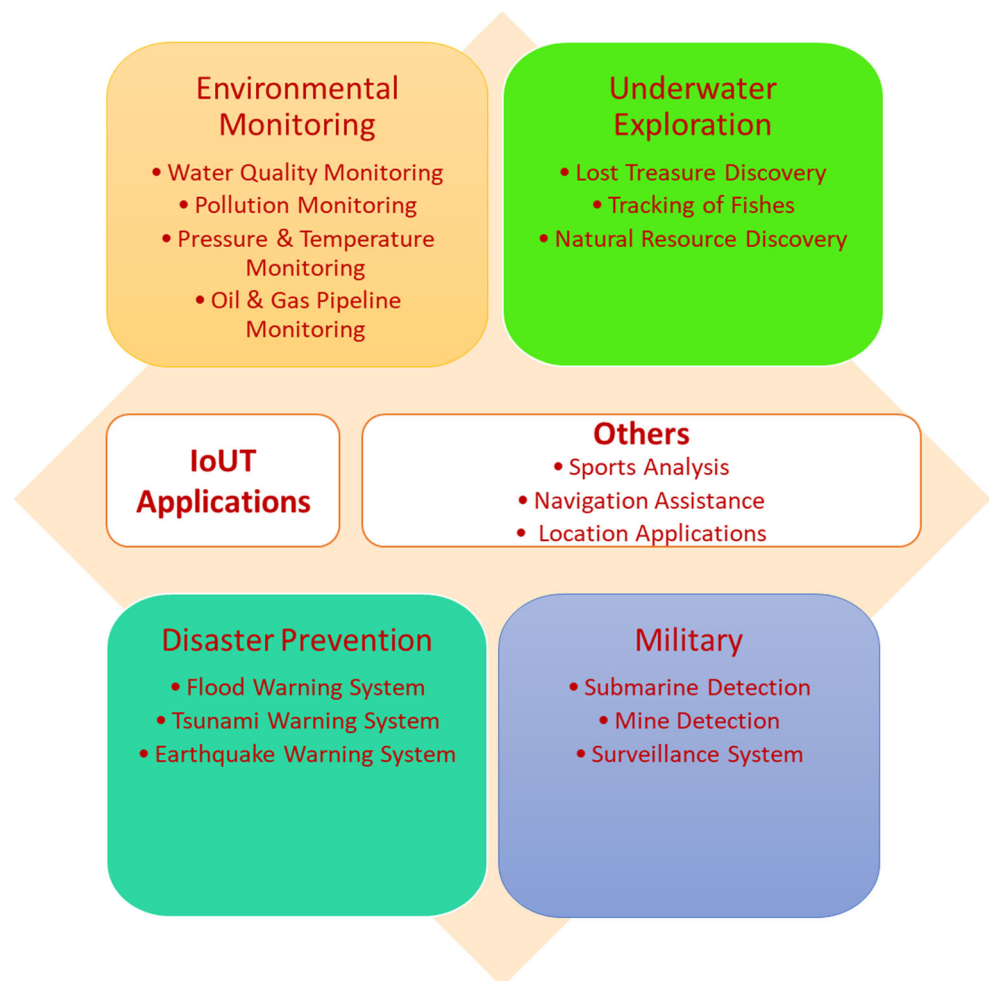 Environmental
Monitoring
• Water Quality Monitoring
• Pollution Monitoring
• Pressure & Temperature
Monitoring
• Oil & Gas Pipeline
Monitoring
Underwater
Exploration
• Lost Treasure Discovery
• Tracking of Fishes
• Natural Resource Discovery
IoUT
Applications
Others
• Sports Analysis
• Navigation Assistance
• Location Applications
Disaster Prevention
• Flood Warning System
• Tsunami Warning System
• Earthquake Warning System
Military
• Submarine Detection
• Mine Detection
• Surveillance System